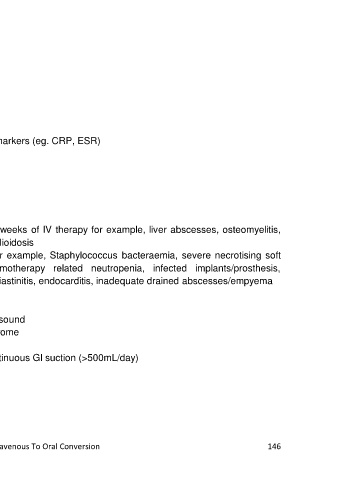 markers (eg. CRP, ESR)
weeks of IV therapy for example, liver abscesses, osteomyelitis,
lioidosis
r example, Staphylococcus bacteraemia, severe necrotising soft
motherapy related neutropenia, infected implants/prosthesis,
iastinitis, endocarditis, inadequate drained abscesses/empyema
sound
ome
tinuous GI suction (>500mL/day)
avenous To Oral Conversion 146